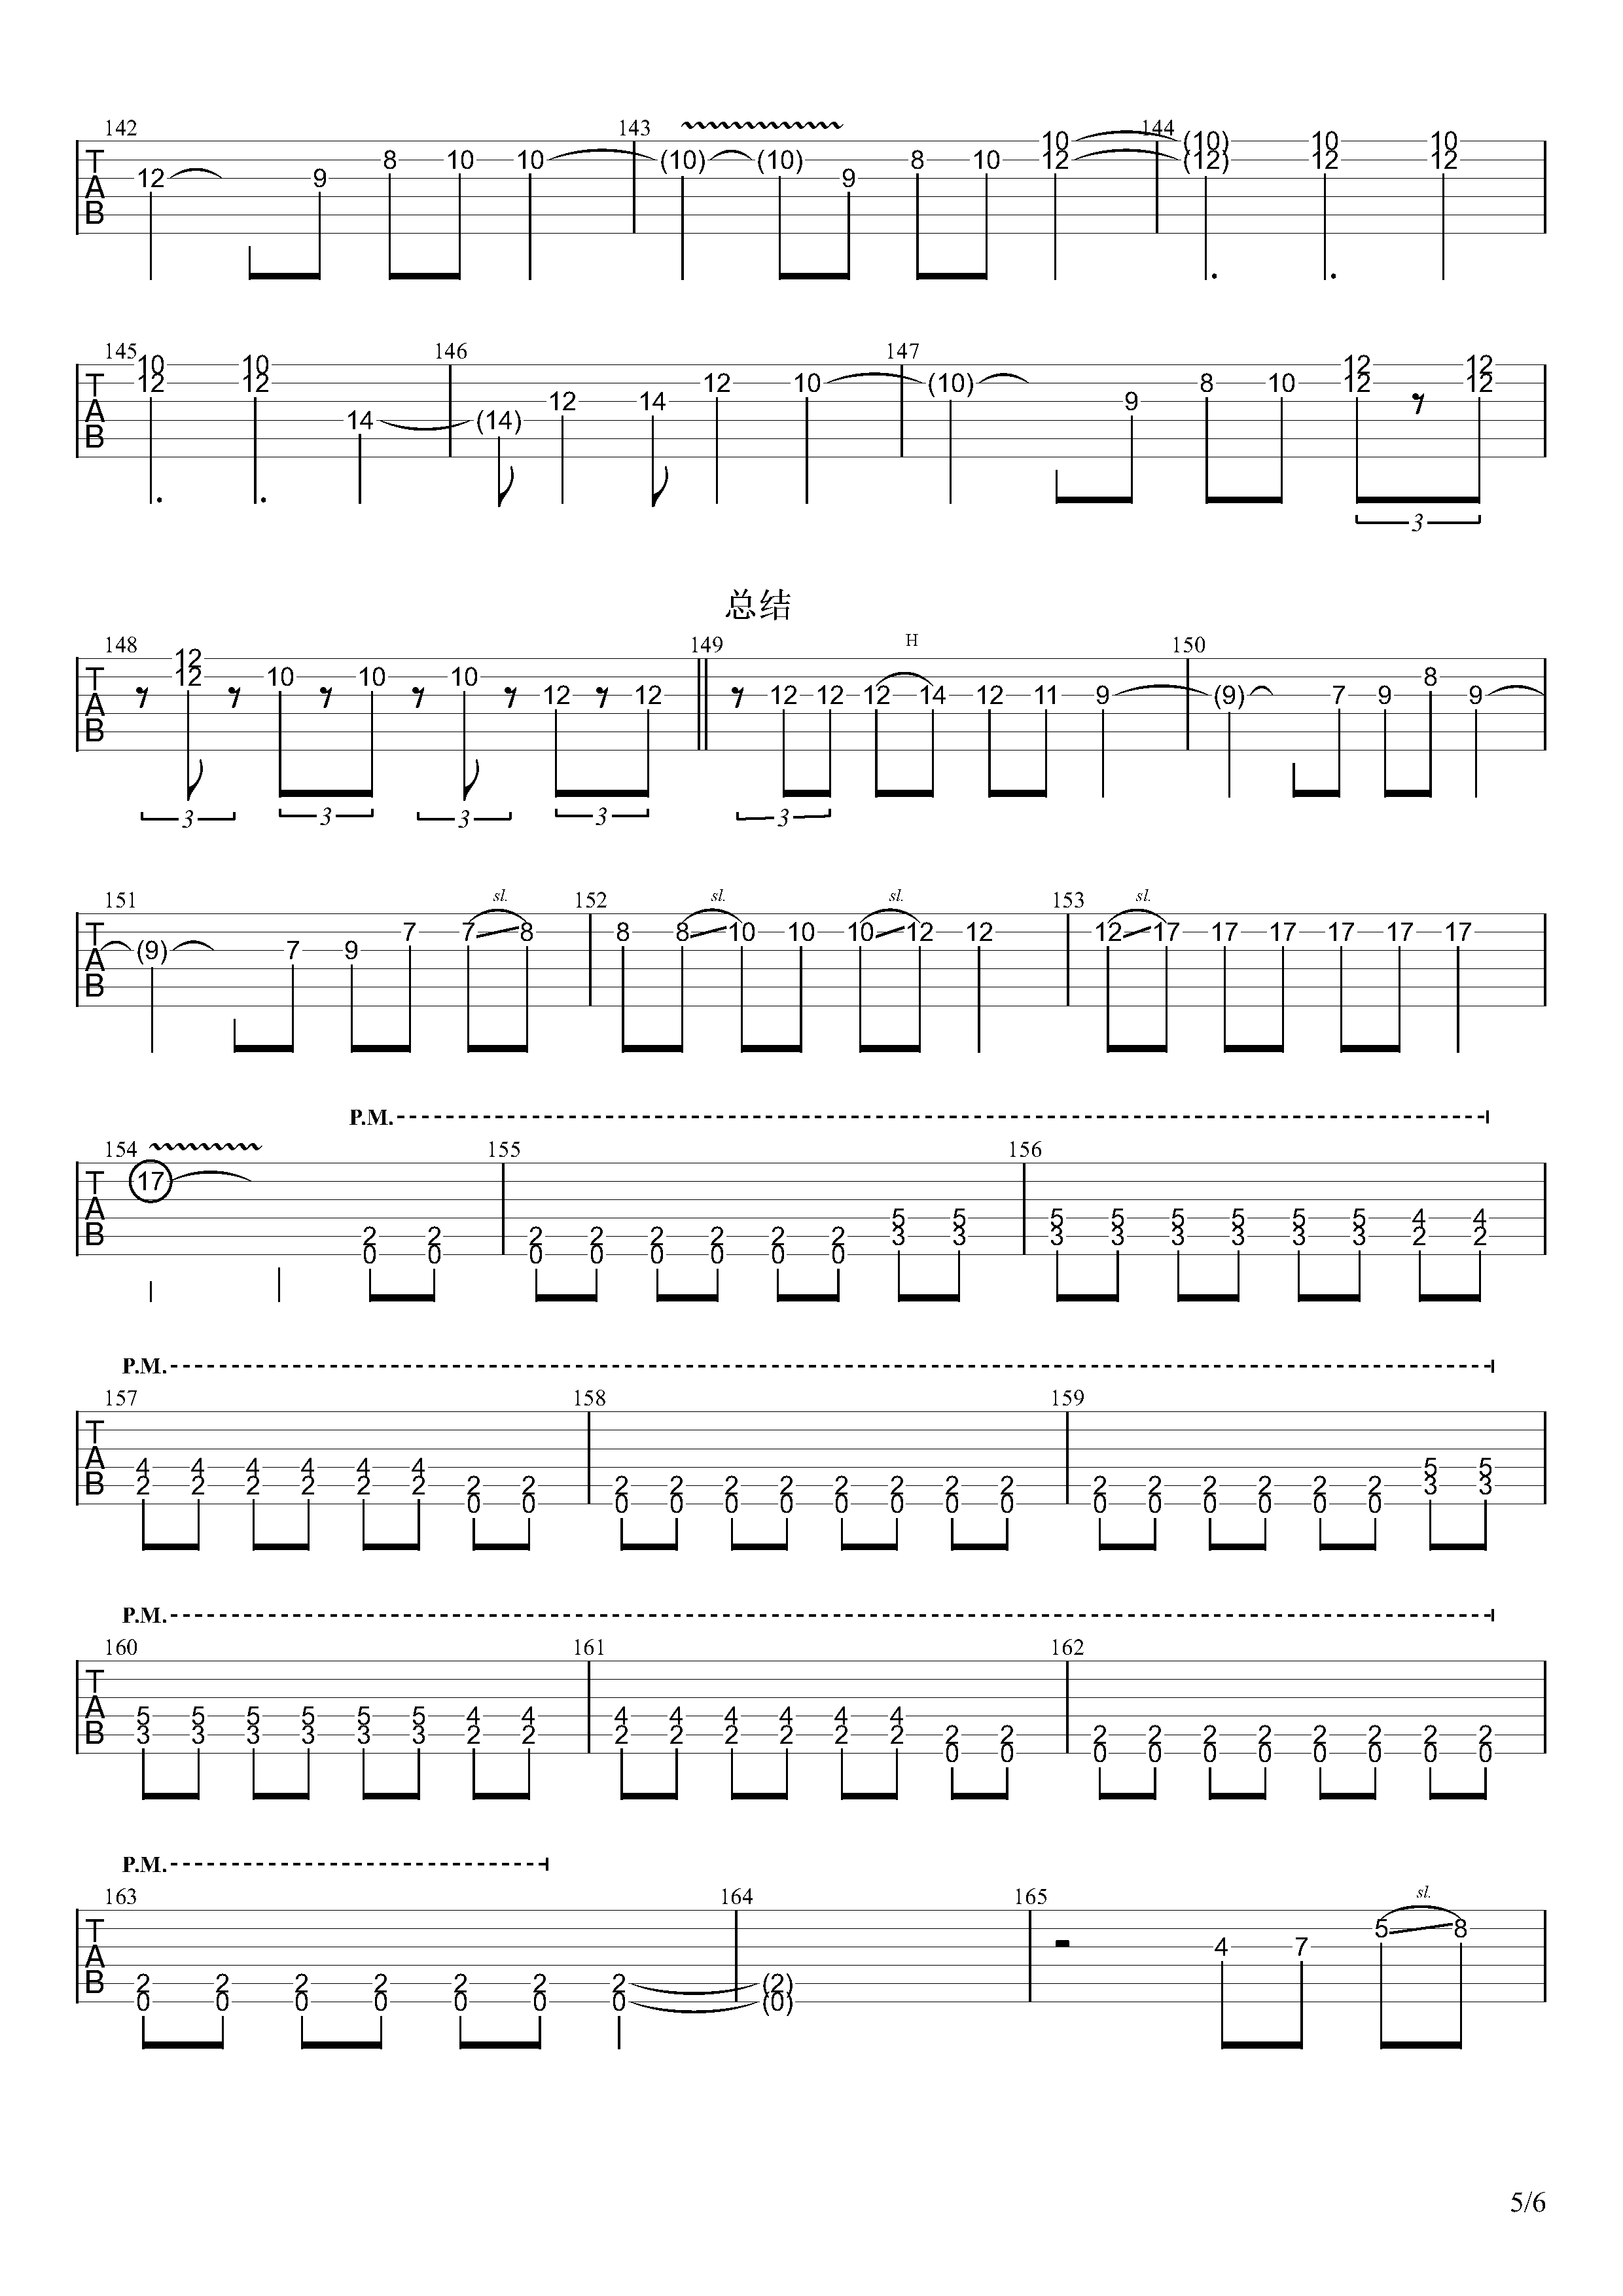 142 143 144
10 (10) 10 10
8 10 10 (10) (10) 8 10 12 (12) 12 12
12 9 9
T
A
B
145 146 147
10 10 12 12
12 12 12 10 (10) 8 10 12 12
12 14 9
14 (14)
T
A
B
3
总结
148 149 H 150
12
12 10 10 10 8
12 12 12 12 12 14 12 11 9 (9) 7 9 9
T
A
B
3 3 3 3 3
151 sl. 152 sl. sl. 153 sl.
7 7 8 8 8 10 10 10 12 12 12 17 17 17 17 17 17
(9) 7 9
T
A
B
P.M.
154 155 156
17
5 5 5 5 5 5 5 5 4 4
2 2 2 2 2 2 2 2 3 3 3 3 3 3 3 3 2 2
0 0 0 0 0 0 0 0
T
A
B
P.M.
157 158 159
4 4 4 4 4 4 5 5
2 2 2 2 2 2 2 2 2 2 2 2 2 2 2 2 2 2 2 2 2 2 3 3
0 0 0 0 0 0 0 0 0 0 0 0 0 0 0 0
T
A
B
P.M.
160 161 162
5 5 5 5 5 5 4 4 4 4 4 4 4 4
3 3 3 3 3 3 2 2 2 2 2 2 2 2 2 2 2 2 2 2 2 2 2 2
0 0 0 0 0 0 0 0 0 0
T
A
B
P.M.
163 164 165 sl.
5 8
4 7
2 2 2 2 2 2 2 (2)
0 0 0 0 0 0 0 (0)
T
A
B
5/6